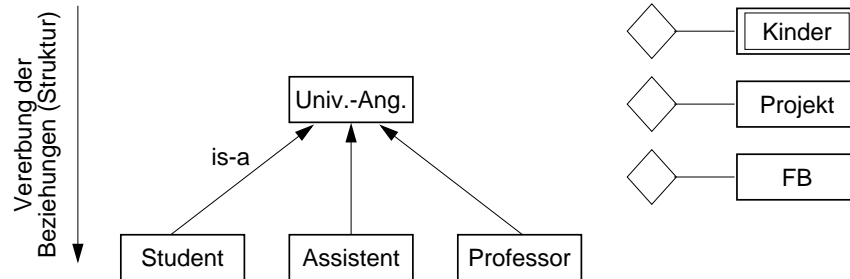 Vererbung der
Beziehungen (Struktur)
Univ.-Ang.
is-a
Student
Assistent
Professor
Kinder
Projekt
FB